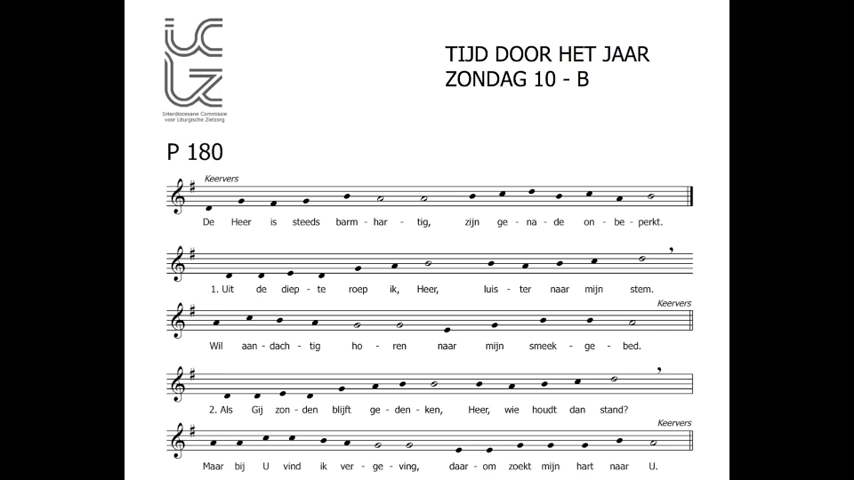 TIJD DOOR HET JAAR
ZONDAG 10 - B
Interdiocesane Commissie
voor Liturgische Zielzorg
P 180
Keervers
De Heer is steeds barm-har-tig, zijn ge-na-de on-be-perkt.
1. Uit de diep-te roep ik, Heer, luis-ter naar mijn stem.
Keervers
Wil aan-dach-tig ho-ren naar mijn smeek-ge-bed.
2. Als Gij zon-den blijft ge-den-ken, Heer, wie houdt dan stand?
Keervers
Maar bij U vind ik ver-ge-ving, daar-om zoekt mijn hart naar U.